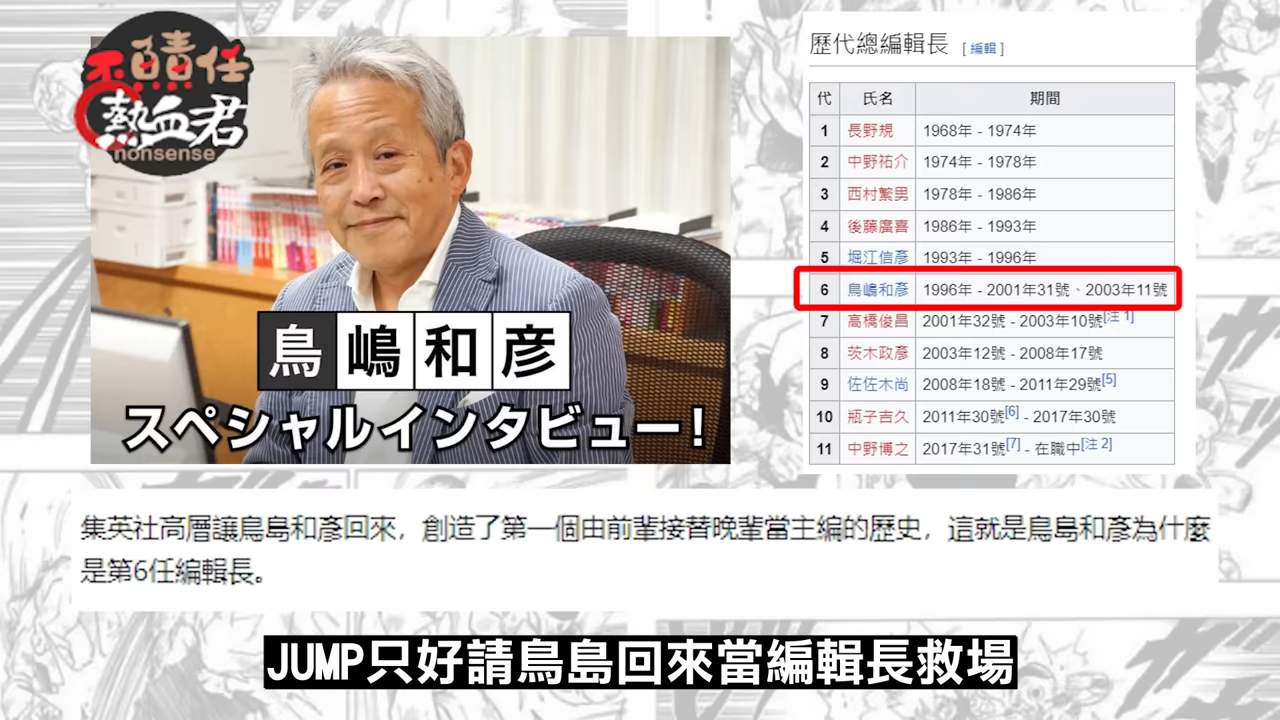 不負責任
熱血君
nonsense
鳥嶋和彦
スペシャルインタビュー！
歷代總編輯長 [編輯]
代 氏名 期間
1 長野規 1968年 - 1974年
2 中野祐介 1974年 - 1978年
3 西村繁男 1978年 - 1986年
4 後藤廣喜 1986年 - 1993年
5 堀江信彥 1993年 - 1996年
6 鳥嶋和彥 1996年 - 2001年31號、2003年11號
7 高橋俊昌 2001年32號 - 2003年10號[注 1]
8 茨木政彥 2003年12號 - 2008年17號
9 佐佐木尚 2008年18號 - 2011年29號[5]
10 瓶子吉久 2011年30號[6] - 2017年30號
11 中野博之 2017年31號[7] - 在職中[注 2]
集英社高層讓鳥島和彥回來，創造了第一個由前輩接替晚輩當主編的歷史，這就是鳥島和彥為什麼
是第6任編輯長。
JUMP只好請鳥島回來當編輯長救場